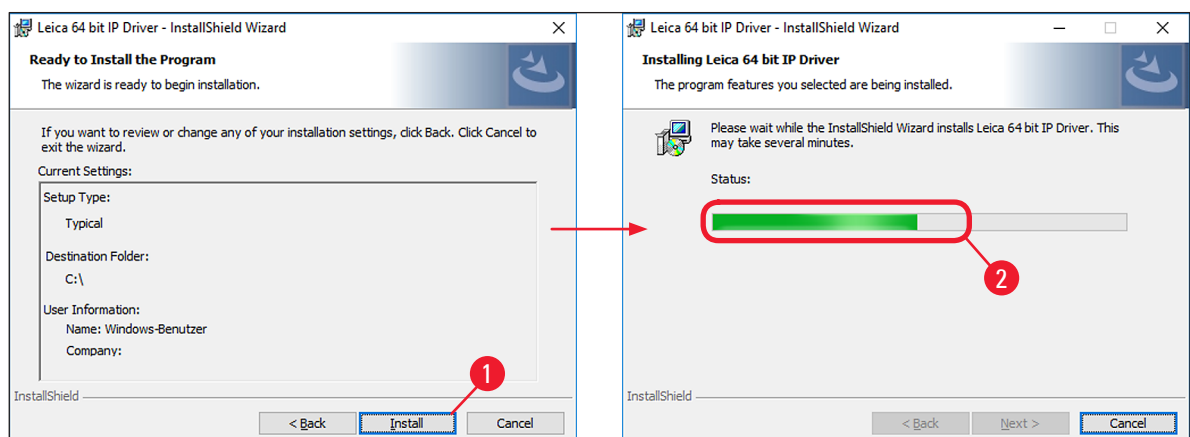 Leica 64 bit IP Driver - InstallShield Wizard
Ready to Install the Program
The wizard is ready to begin installation.
If you want to review or change any of your installation settings, click Back. Click Cancel to
exit the wizard.
Current Settings:
Setup Type:
Typical
Destination Folder:
C:\
User Information:
Name: Windows-Benutzer
Company:
1
InstallShield
< Back
Install
Cancel
Leica 64 bit IP Driver - InstallShield Wizard
Installing Leica 64 bit IP Driver
The program features you selected are being installed.
Please wait while the InstallShield Wizard installs Leica 64 bit IP Driver. This
may take several minutes.
Status:
2
InstallShield
< Back
Next >
Cancel